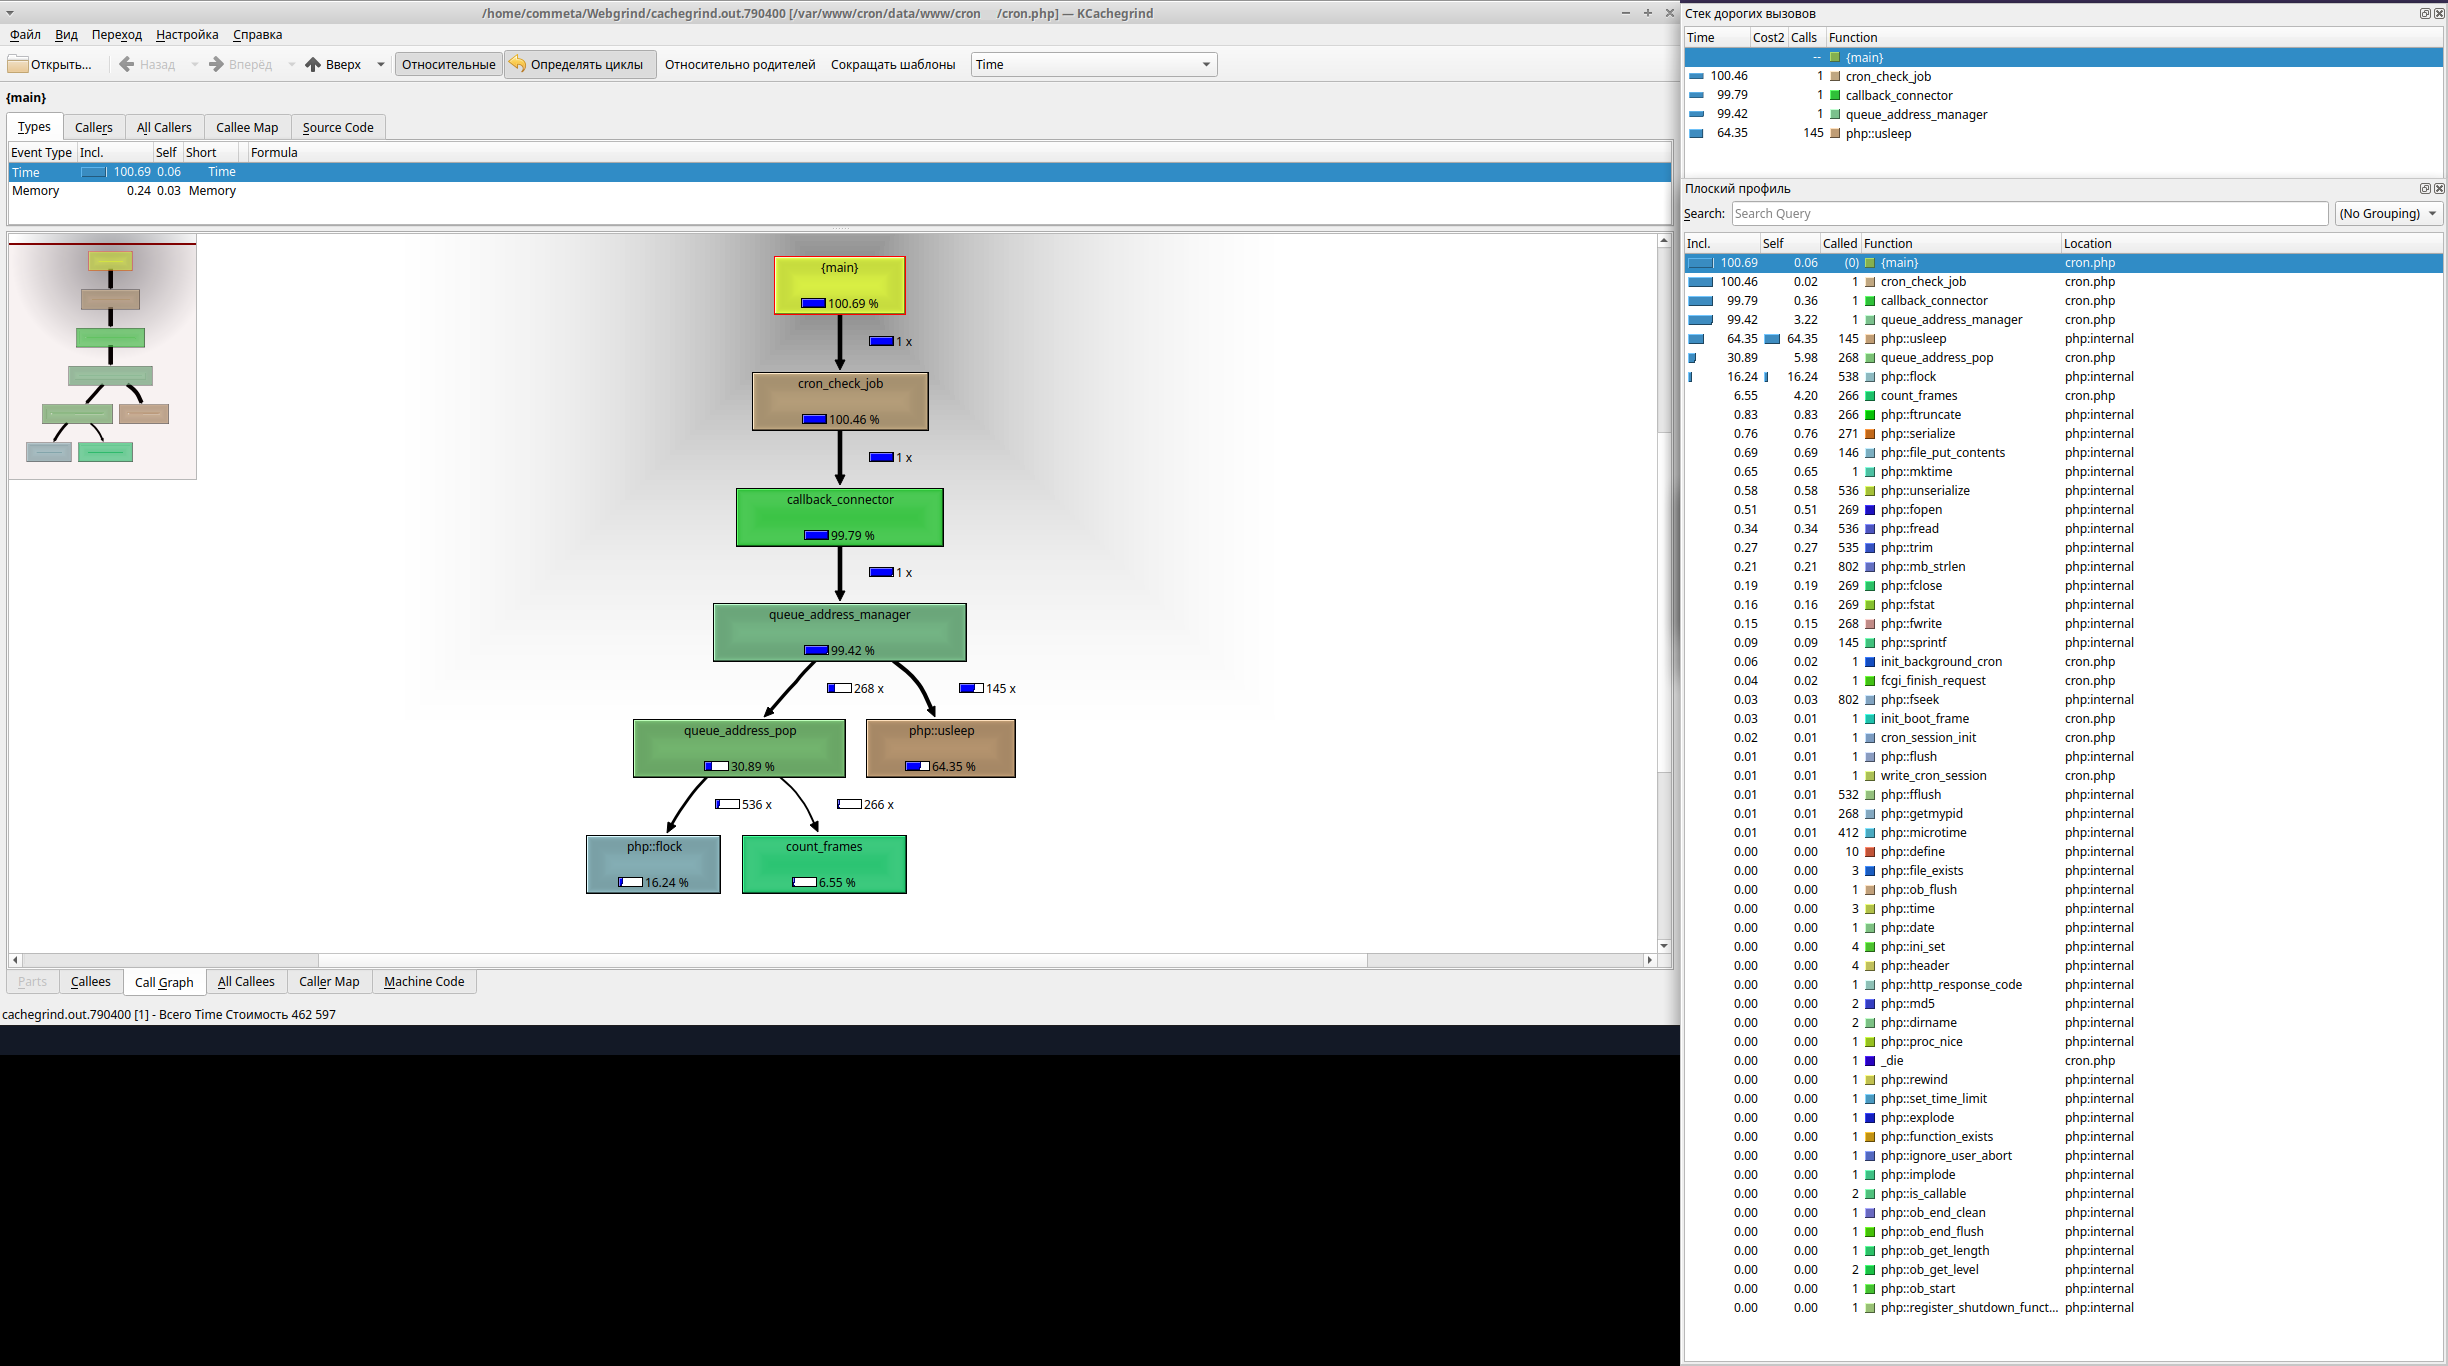 /home/commeta/Webgrind/cachegrind.out.790400 [/var/www/cron/data/www/cron /cron.php] — KCachegrind
Файл Вид Переход Настройка Справка
Открыть... Назад Вперёд Вверх Относительные Определять циклы Относительно родителей Сокращать шаблоны Time
{main}
Types Callers All Callers Callee Map Source Code
Event Type Incl. Self Short Formula
Time 100.69 0.06 Time
Memory 0.24 0.03 Memory
{main}
100.69 %
1 x
cron_check_job
100.46 %
1 x
callback_connector
99.79 %
1 x
queue_address_manager
99.42 %
268 x 145 x
queue_address_pop php::usleep
30.89 % 64.35 %
536 x 266 x
php::flock count_frames
16.24 % 6.55 %
Parts Callees Call Graph All Callees Caller Map Machine Code
cachegrind.out.790400 [1] - Всего Time Стоимость 462 597
Стек дорогих вызовов
Time Cost2 Calls Function
-- {main}
100.46 1 cron_check_job
99.79 1 callback_connector
99.42 1 queue_address_manager
64.35 145 php::usleep
Плоский профиль
Search: Search Query (No Grouping)
Incl. Self Called Function Location
100.69 0.06 (0) {main} cron.php
100.46 0.02 1 cron_check_job cron.php
99.79 0.36 1 callback_connector cron.php
99.42 3.22 1 queue_address_manager cron.php
64.35 64.35 145 php::usleep php:internal
30.89 5.98 268 queue_address_pop cron.php
16.24 16.24 538 php::flock php:internal
6.55 4.20 266 count_frames cron.php
0.83 0.83 266 php::ftruncate php:internal
0.76 0.76 271 php::serialize php:internal
0.69 0.69 146 php::file_put_contents php:internal
0.65 0.65 1 php::mktime php:internal
0.58 0.58 536 php::unserialize php:internal
0.51 0.51 269 php::fopen php:internal
0.34 0.34 536 php::fread php:internal
0.27 0.27 535 php::trim php:internal
0.21 0.21 802 php::mb_strlen php:internal
0.19 0.19 269 php::fclose php:internal
0.16 0.16 269 php::fstat php:internal
0.15 0.15 268 php::fwrite php:internal
0.09 0.09 145 php::sprintf php:internal
0.06 0.02 1 init_background_cron cron.php
0.04 0.02 1 fcgi_finish_request cron.php
0.03 0.03 802 php::fseek php:internal
0.03 0.01 1 init_boot_frame cron.php
0.02 0.01 1 cron_session_init cron.php
0.01 0.01 1 php::flush php:internal
0.01 0.01 1 write_cron_session cron.php
0.01 0.01 532 php::fflush php:internal
0.01 0.01 268 php::getmypid php:internal
0.01 0.01 412 php::microtime php:internal
0.00 0.00 10 php::define php:internal
0.00 0.00 3 php::file_exists php:internal
0.00 0.00 1 php::ob_flush php:internal
0.00 0.00 3 php::time php:internal
0.00 0.00 1 php::date php:internal
0.00 0.00 4 php::ini_set php:internal
0.00 0.00 4 php::header php:internal
0.00 0.00 1 php::http_response_code php:internal
0.00 0.00 2 php::md5 php:internal
0.00 0.00 2 php::dirname php:internal
0.00 0.00 1 php::proc_nice php:internal
0.00 0.00 1 _die cron.php
0.00 0.00 1 php::rewind php:internal
0.00 0.00 1 php::set_time_limit php:internal
0.00 0.00 1 php::explode php:internal
0.00 0.00 1 php::function_exists php:internal
0.00 0.00 1 php::ignore_user_abort php:internal
0.00 0.00 1 php::implode php:internal
0.00 0.00 2 php::is_callable php:internal
0.00 0.00 1 php::ob_end_clean php:internal
0.00 0.00 1 php::ob_end_flush php:internal
0.00 0.00 1 php::ob_get_length php:internal
0.00 0.00 2 php::ob_get_level php:internal
0.00 0.00 1 php::ob_start php:internal
0.00 0.00 1 php::register_shutdown_funct... php:internal